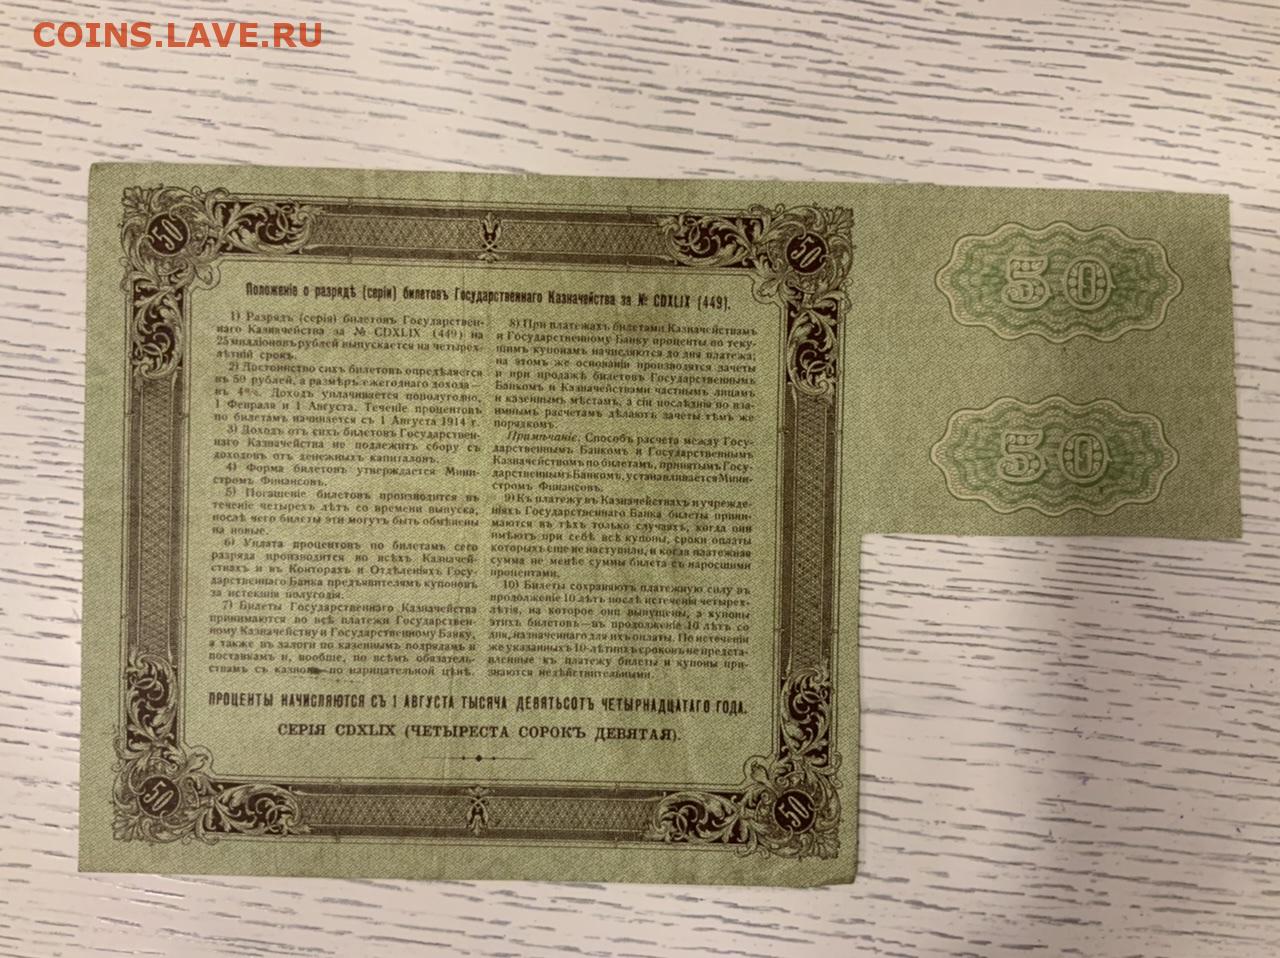 COINS.LAVE.RU
50
50
50
50
Положеніе о разрядѣ (серіи) билетовъ Государственнаго Казначейства за № CDXLIX (449).
1) Разрядъ (серія) билетовъ Государствен-
наго Казначейства за № CDXLIX (449) на
25 милліоновъ рублей выпускается на четырех-
лѣтній срокъ.
2) Достоинство сихъ билетовъ опредѣляется
въ 50 рублей, а размѣръ ежегоднаго дохода—
въ 4%. Доходъ уплачивается пополугодно,
1 Февраля и 1 Августа. Теченіе процентовъ
по билетамъ начинается съ 1 Августа 1914 г.
3) Доходъ отъ сихъ билетовъ Государствен-
наго Казначейства не подлежитъ сбору съ
доходовъ отъ денежныхъ капиталовъ.
4) Форма билетовъ утверждается Мини-
стромъ Финансовъ.
5) Погашеніе билетовъ производится въ
теченіе четырехъ лѣтъ со времени выпуска,
послѣ чего билеты эти могутъ быть обмѣнены
на новые.
6) Уплата процентовъ по билетамъ сего
разряда производится во всѣхъ Казначей-
ствахъ и въ Конторахъ и Отдѣленіяхъ Госу-
дарственнаго Банка предъявителямъ купоновъ
за истекшія полугодія.
7) Билеты Государственнаго Казначейства
принимаются во всѣ платежи Государствен-
ному Казначейству и Государственному Банку,
а также въ залоги по казеннымъ подрядамъ и
поставкамъ и, вообще, по всѣмъ обязатель-
ствамъ съ казною—по нарицательной цѣнѣ.
8) При платежахъ билетами Казначействамъ
и Государственному Банку проценты по теку-
щимъ купонамъ начисляются до дня платежа;
на этомъ же основаніи производятся зачеты
и при продажѣ билетовъ Государственнымъ
Банкомъ и Казначействами частнымъ лицамъ
и казеннымъ мѣстамъ, а сіи послѣднія по вза-
имнымъ расчетамъ дѣлаютъ зачеты тѣмъ же
порядкомъ.
Примѣчаніе. Способъ расчета между Госу-
дарственнымъ Банкомъ и Государственнымъ
Казначействомъ по билетамъ, принятымъ Госу-
дарственнымъ Банкомъ, устанавливается Мини-
стромъ Финансовъ.
9) Къ платежу въ Казначействахъ и учрежде-
ніяхъ Государственнаго Банка билеты прини-
маются въ тѣхъ только случаяхъ, когда они
имѣютъ при себѣ всѣ купоны, сроки оплаты
которыхъ еще не наступили, и когда платежная
сумма не менѣе суммы билета съ наросшими
процентами.
10) Билеты сохраняютъ платежную силу въ
продолженіе 10 лѣтъ послѣ истеченія четырех-
лѣтія, на которое они выпущены, а купоны
этихъ билетовъ—въ продолженіе 10 лѣтъ со
дня, назначеннаго для ихъ оплаты. По истеченіи
же указанныхъ 10-лѣтнихъ сроковъ не предста-
вленные къ платежу билеты и купоны при-
знаются недѣйствительными.
ПРОЦЕНТЫ НАЧИСЛЯЮТСЯ СЪ 1 АВГУСТА ТЫСЯЧА ДЕВЯТЬСОТЪ ЧЕТЫРНАДЦАТАГО ГОДА.
СЕРІЯ CDXLIX (ЧЕТЫРЕСТА СОРОКЪ ДЕВЯТАЯ).
50
50